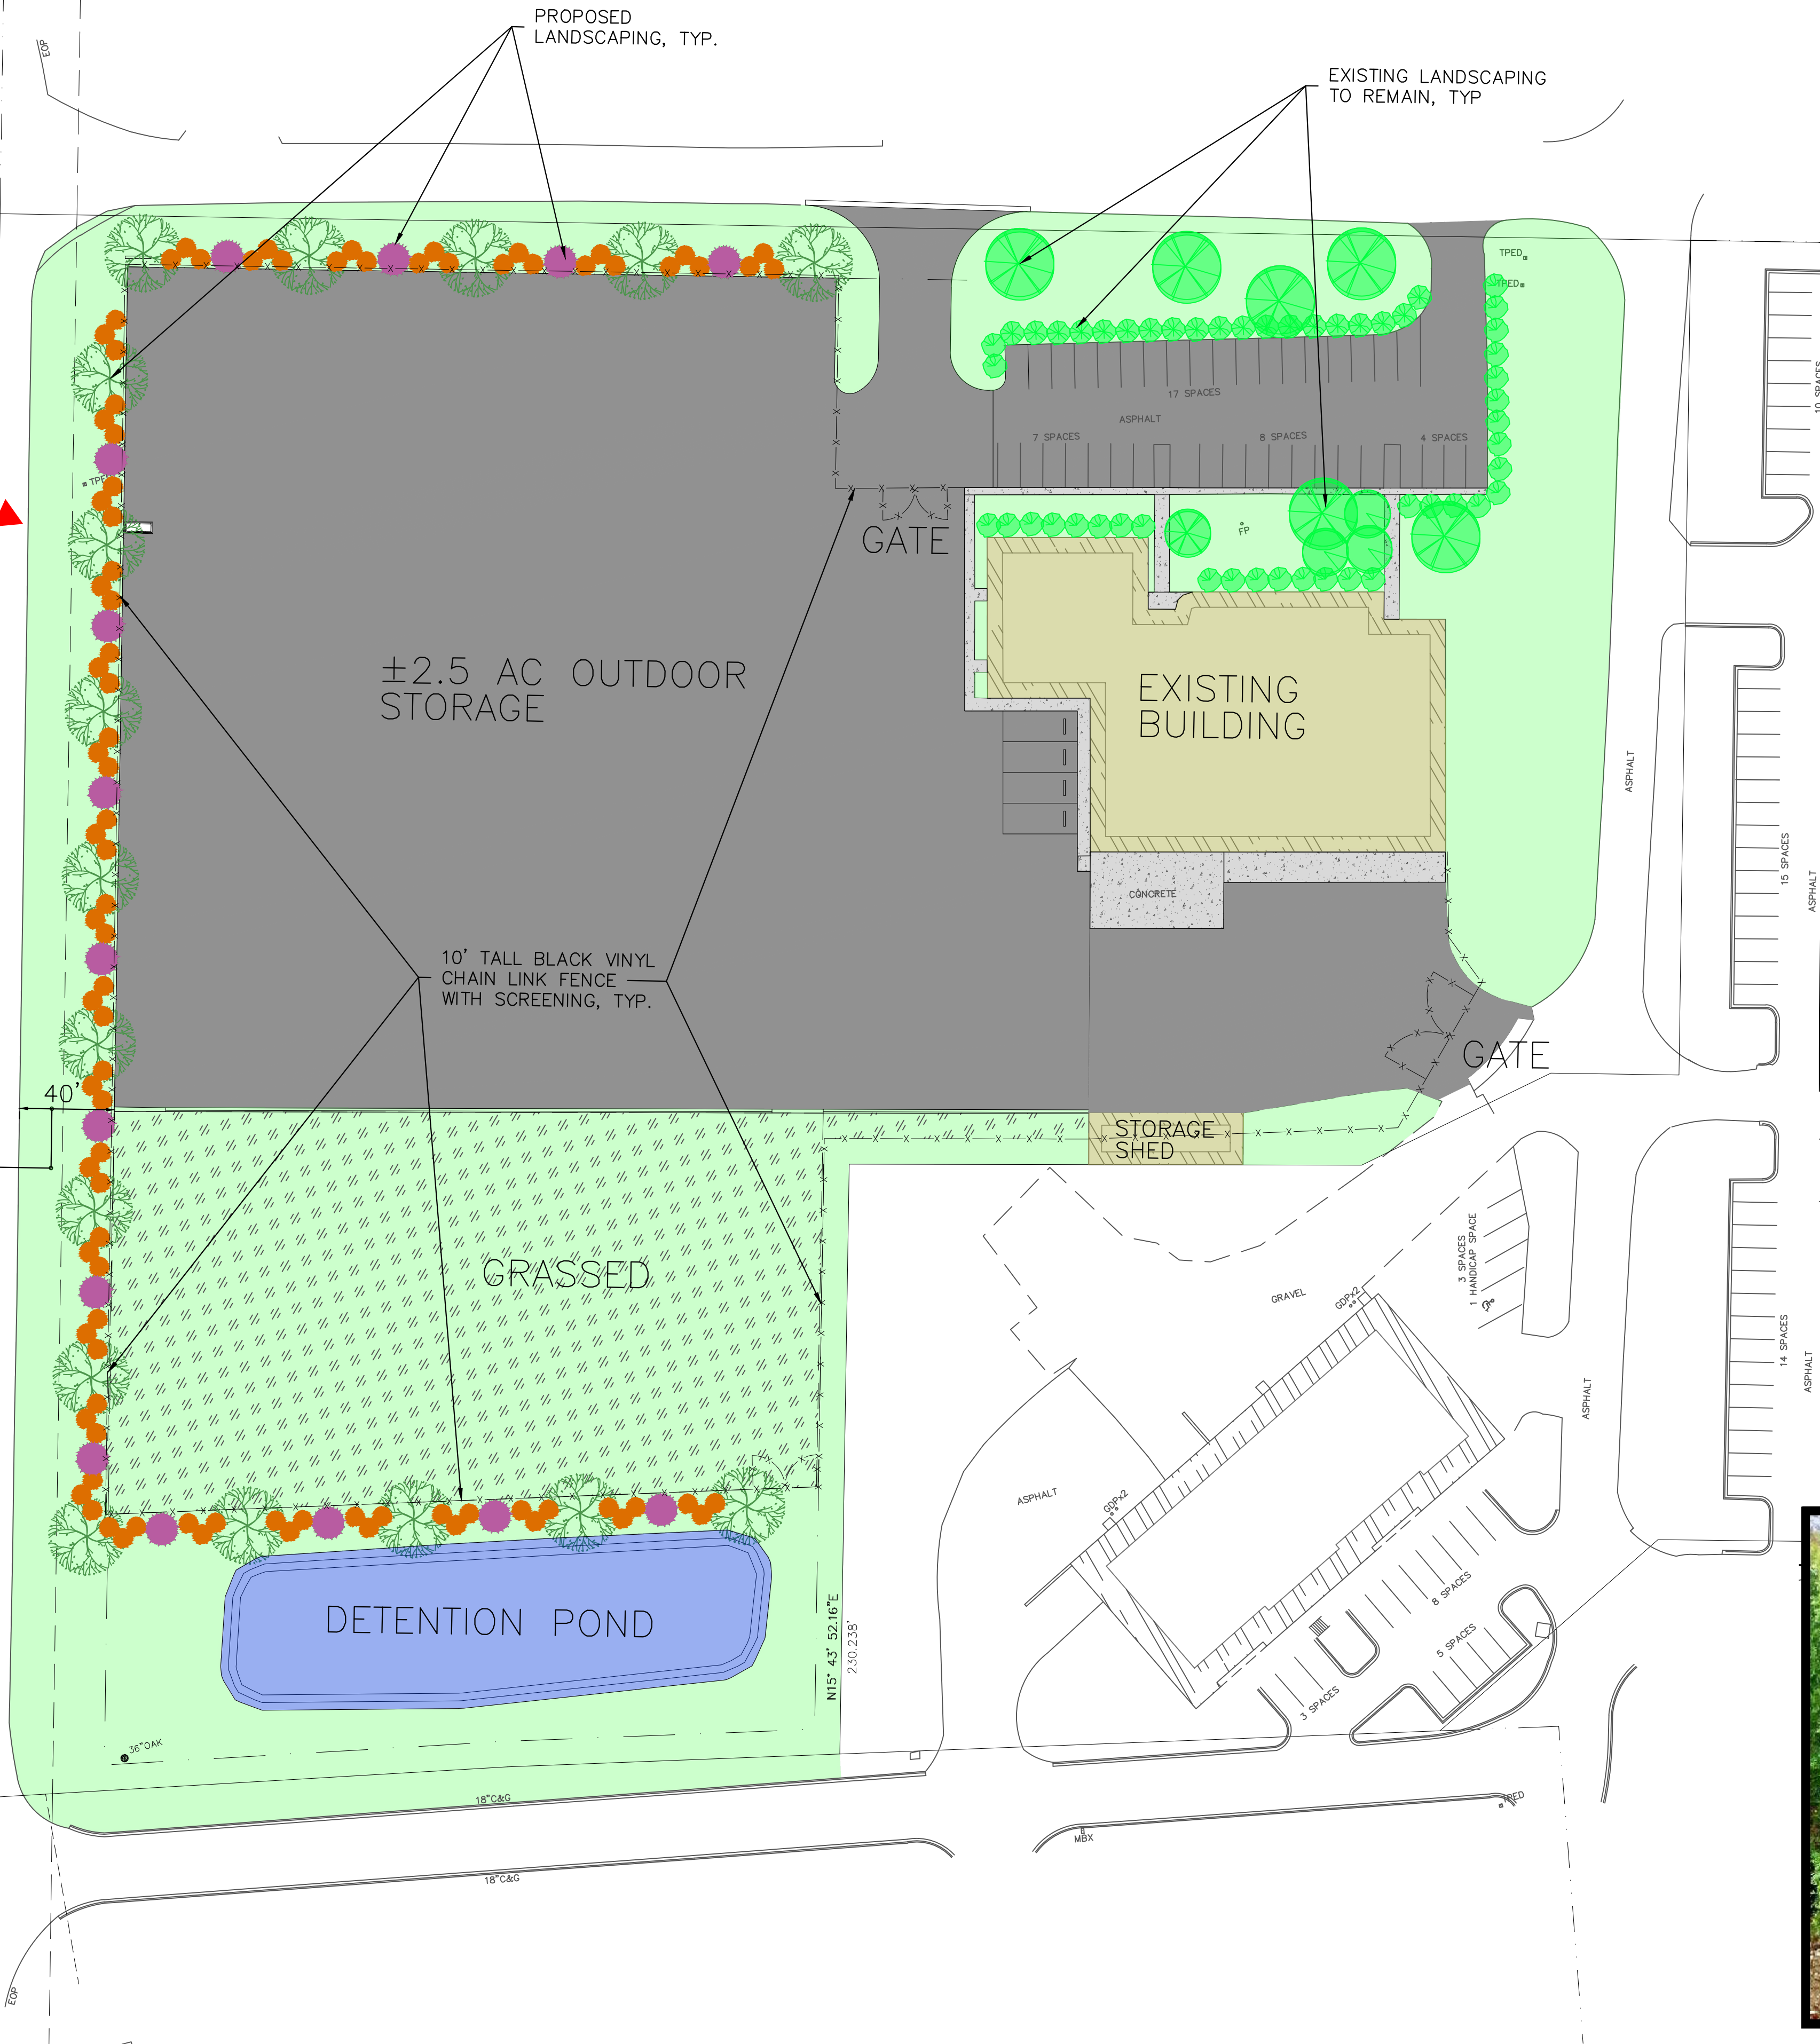 PROPOSED
LANDSCAPING, TYP.
EOP
EXISTING LANDSCAPING
TO REMAIN, TYP
TPED
TPED
10 SPACES
17 SPACES
ASPHALT
7 SPACES
8 SPACES
4 SPACES
TPED
GATE
FP
±2.5 AC OUTDOOR
STORAGE
EXISTING
BUILDING
ASPHALT
15 SPACES
ASPHALT
CONCRETE
10' TALL BLACK VINYL
CHAIN LINK FENCE
WITH SCREENING, TYP.
GATE
40'
STORAGE
SHED
GRASSED
3 SPACES
1 HANDICAP SPACE
GRAVEL
GDPx2
14 SPACES
ASPHALT
ASPHALT
ASPHALT
GDPx2
8 SPACES
5 SPACES
3 SPACES
DETENTION POND
N15° 43' 52.16"E
230.238'
36"OAK
18"C&G
TPED
MBX
18"C&G
EOP